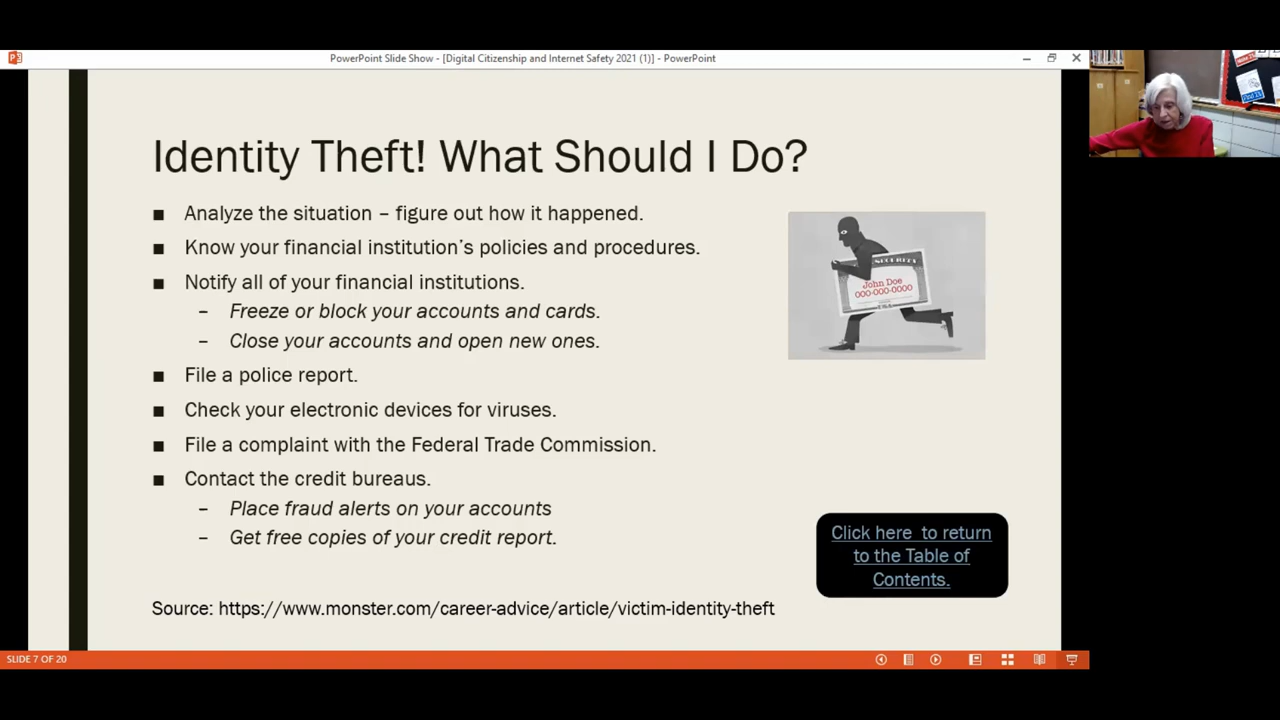 PowerPoint Slide Show - [Digital Citizenship and Internet Safety 2021 (1)] - PowerPoint
Identity Theft! What Should I Do?
■ Analyze the situation – figure out how it happened.
■ Know your financial institution's policies and procedures.
■ Notify all of your financial institutions.
– Freeze or block your accounts and cards.
– Close your accounts and open new ones.
■ File a police report.
■ Check your electronic devices for viruses.
■ File a complaint with the Federal Trade Commission.
■ Contact the credit bureaus.
– Place fraud alerts on your accounts
– Get free copies of your credit report.
SECURITY
John Doe
000-000-0000
Click here to return
to the Table of
Contents.
Source: https://www.monster.com/career-advice/article/victim-identity-theft
SLIDE 7 OF 20